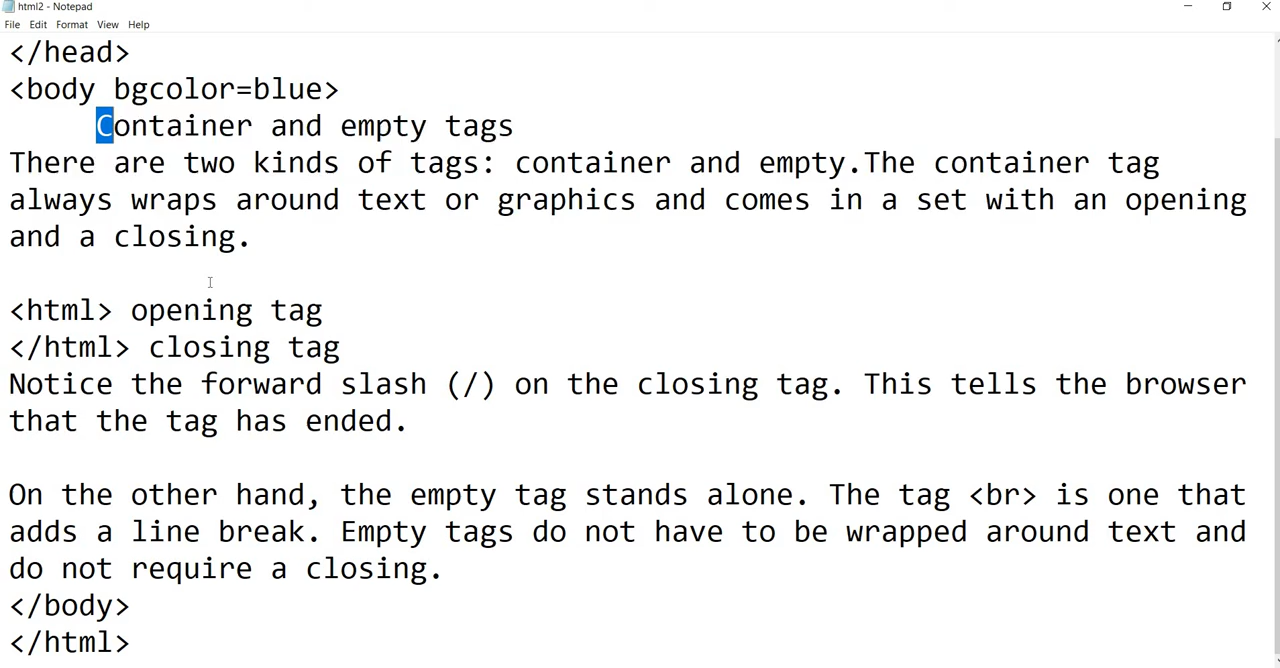 html2 - Notepad
File Edit Format View Help
</head>
<body bgcolor=blue>
Container and empty tags
There are two kinds of tags: container and empty.The container tag
always wraps around text or graphics and comes in a set with an opening
and a closing.
<html> opening tag
</html> closing tag
Notice the forward slash (/) on the closing tag. This tells the browser
that the tag has ended.
On the other hand, the empty tag stands alone. The tag <br> is one that
adds a line break. Empty tags do not have to be wrapped around text and
do not require a closing.
</body>
</html>